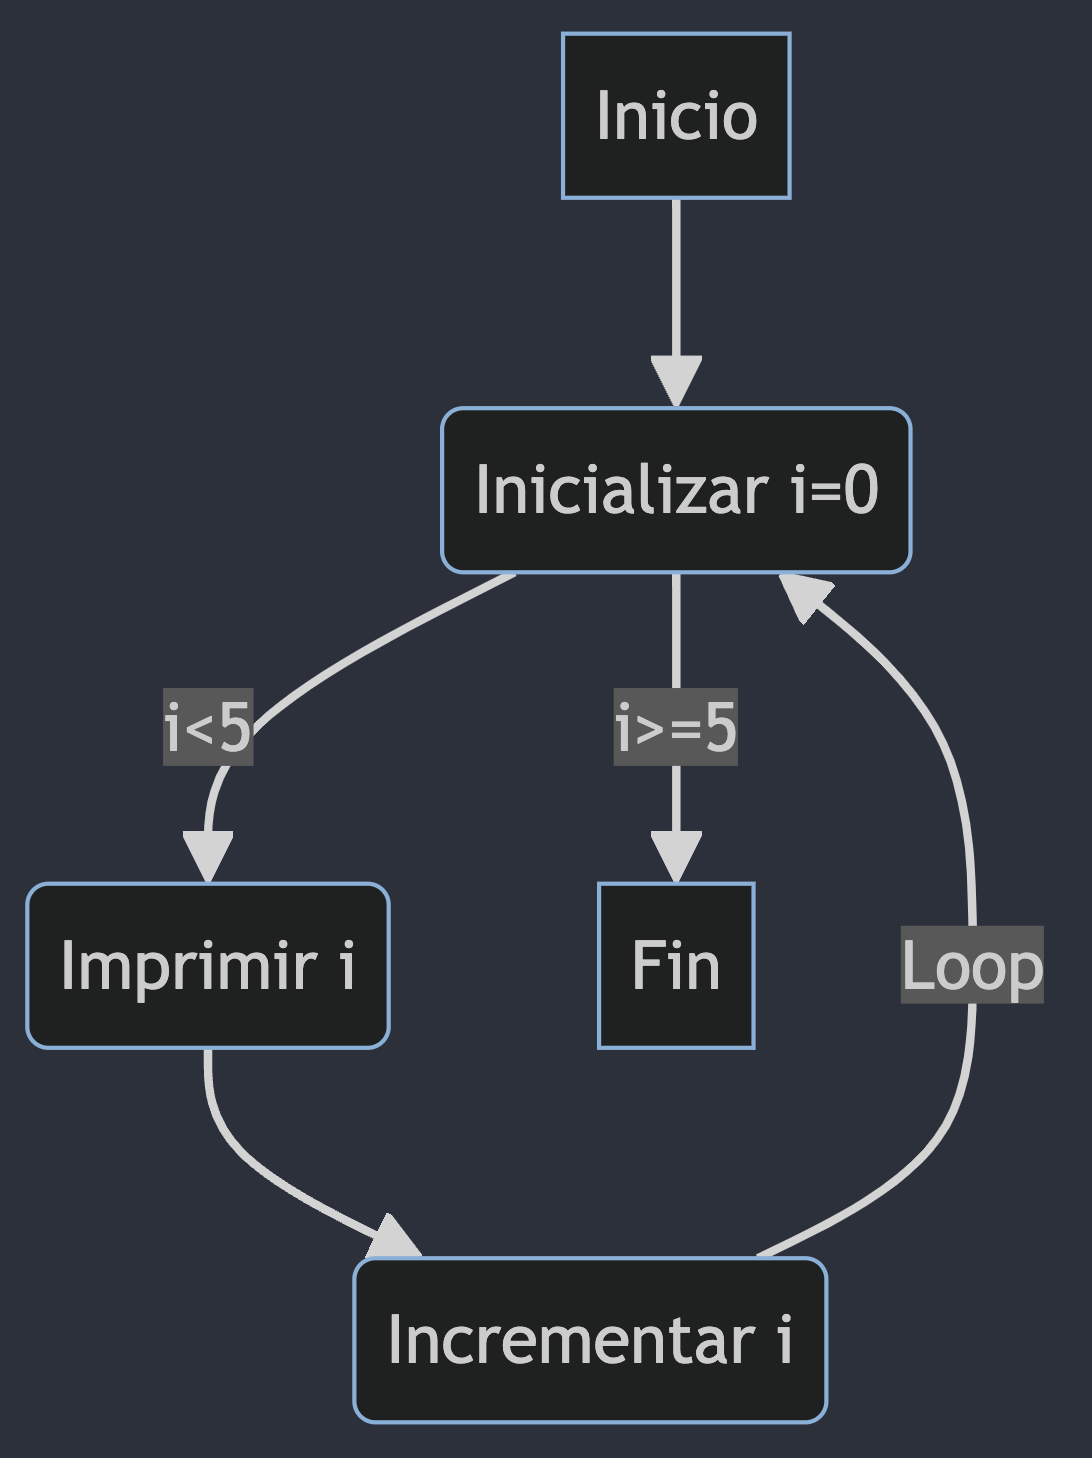 Inicio
Inicializar i=0
i<5
i>=5
Imprimir i
Fin
Loop
Incrementar i